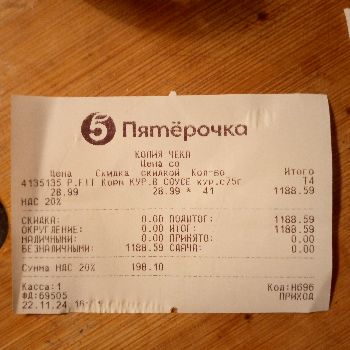 5 Пятёрочка
КОПИЯ ЧЕКА
Цена со
Цена Скидка скидкой Кол-во Итого
4135135 P.FIT Корм КУР.В СОУСЕ кур.с75г Т4
28.99 28.99 * 41 1188.59
НДС 20%
СКИДКА: 0.00 ПОДИТОГ: 1188.59
ОКРУГЛЕНИЕ: 0.00 ИТОГ: 1188.59
НАЛИЧНЫМИ: 0.00 ПРИНЯТО: 0.00
БЕЗНАЛИЧНЫМИ: 1188.59 СДАЧА: 0.00
Сумма НДС 20% 198.10
Касса:1 Код:Н696
ФД:69505 ПРИХОД
22.11.24